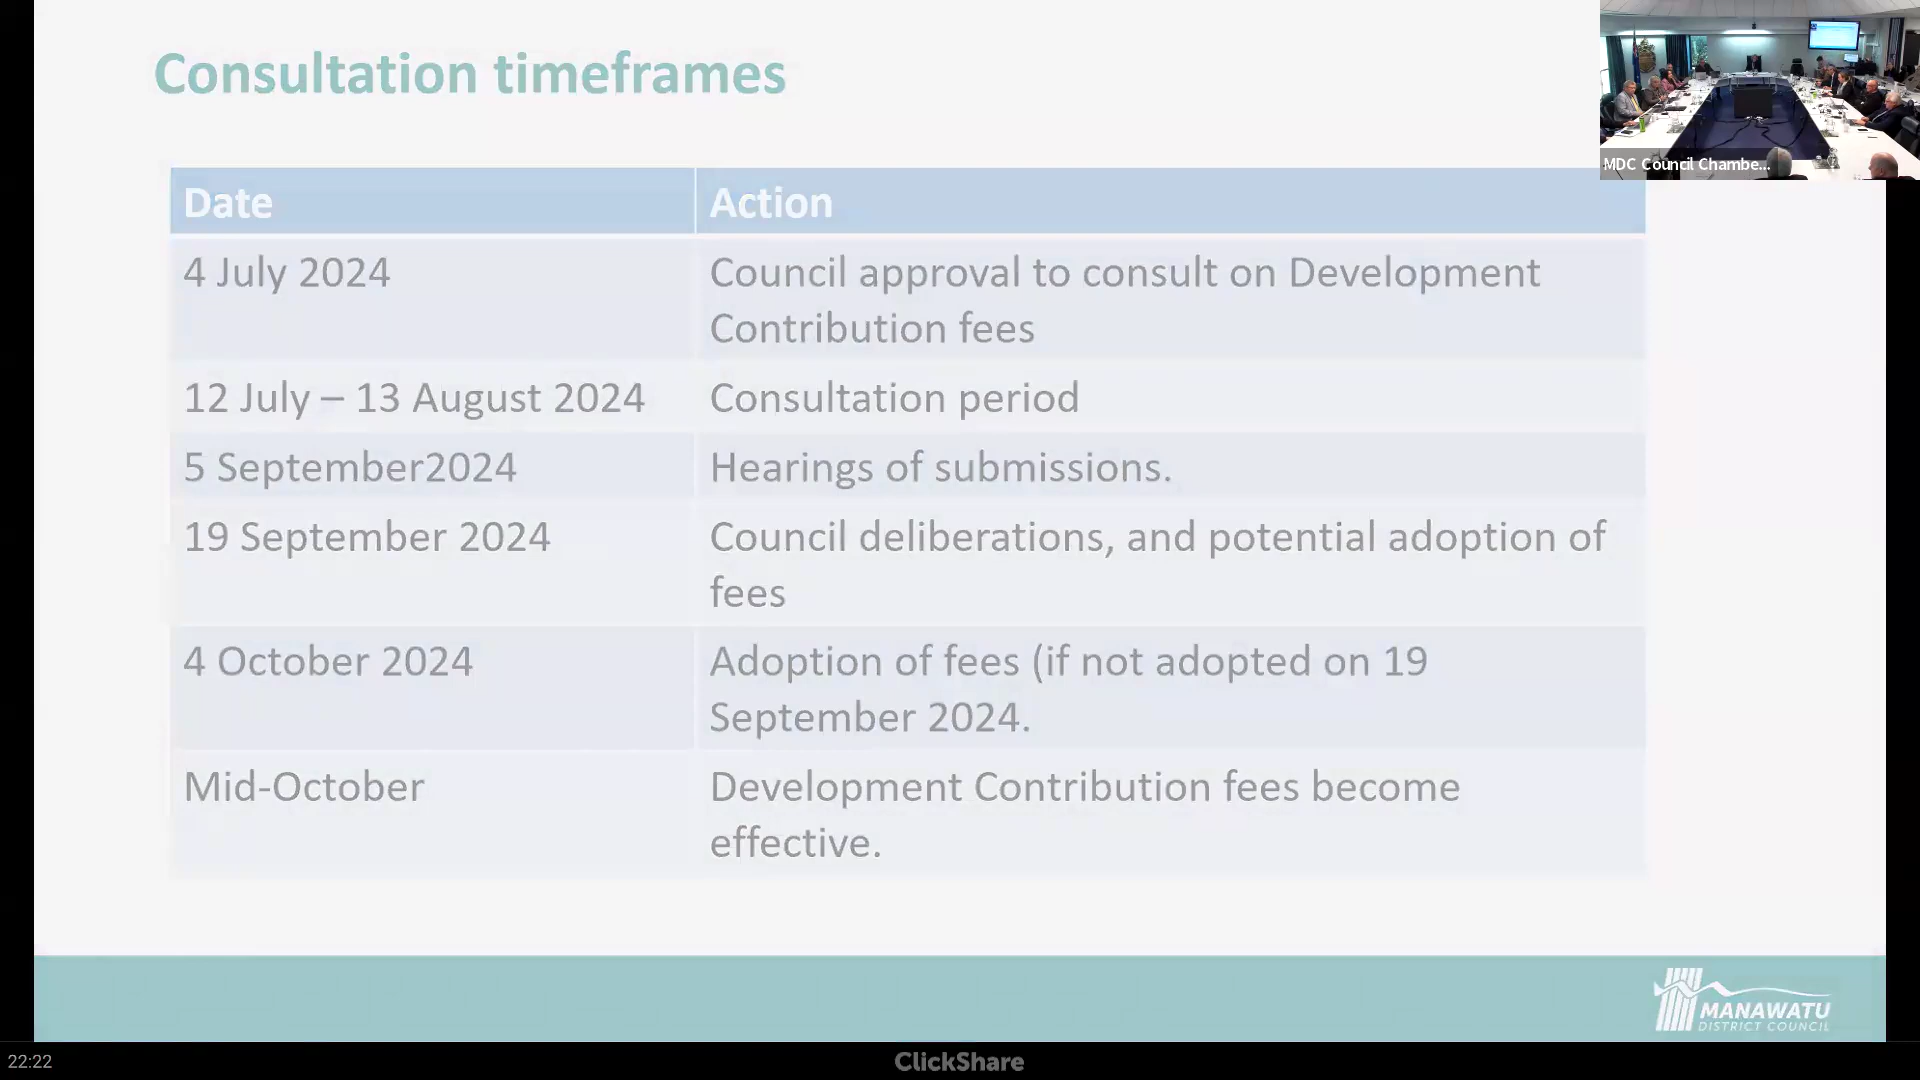 Consultation timeframes
MDC Council Chambe...
Date
Action
4 July 2024
Council approval to consult on Development
Contribution fees
12 July – 13 August 2024
Consultation period
5 September2024
Hearings of submissions.
19 September 2024
Council deliberations, and potential adoption of
fees
4 October 2024
Adoption of fees (if not adopted on 19
September 2024.
Mid-October
Development Contribution fees become
effective.
MANAWATU
DISTRICT COUNCIL
22:22
ClickShare